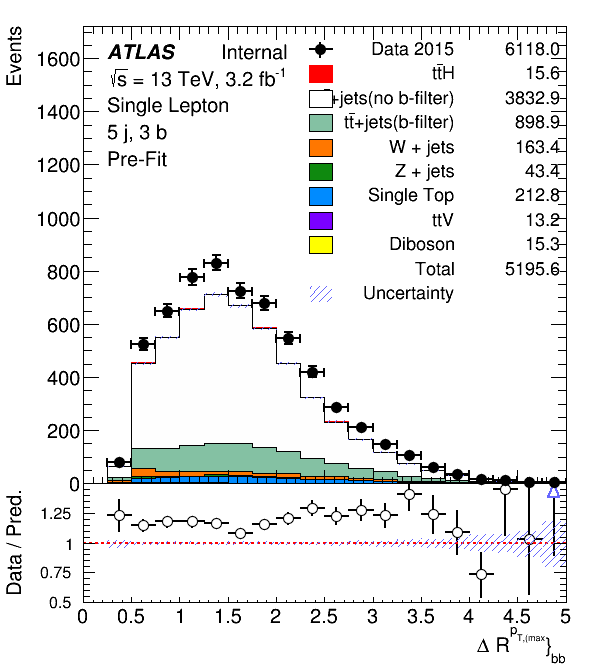 Events
ATLAS Internal
√s = 13 TeV, 3.2 fb-1
Single Lepton
5 j, 3 b
Pre-Fit
Data 2015 6118.0
tt̄H 15.6
+jets(no b-filter) 3832.9
tt̄+jets(b-filter) 898.9
W + jets 163.4
Z + jets 43.4
Single Top 212.8
ttV 13.2
Diboson 15.3
Total 5195.6
Uncertainty
1600
1400
1200
1000
800
600
400
200
0
Data / Pred.
1.25
1
0.75
0.5
0 0.5 1 1.5 2 2.5 3 3.5 4 4.5 5
Δ R^{p_{T,(max}}}_{bb}